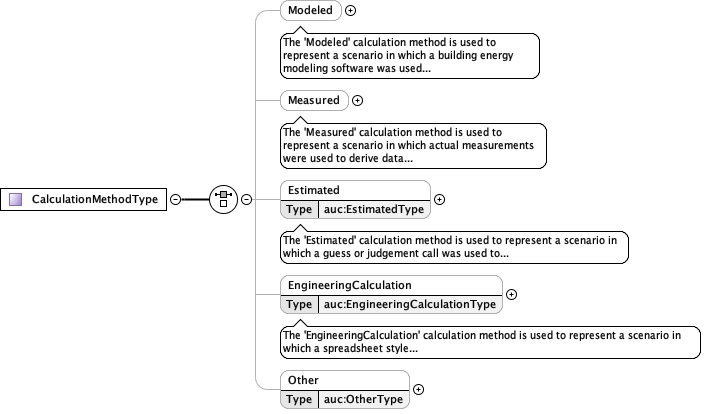 Modeled
The 'Modeled' calculation method is used to
represent a scenario in which a building energy
modeling software was used...
Measured
The 'Measured' calculation method is used to
represent a scenario in which actual measurements
were used to derive data...
CalculationMethodType
Estimated
Type auc:EstimatedType
The 'Estimated' calculation method is used to represent a scenario in
which a guess or judgement call was used to...
EngineeringCalculation
Type auc:EngineeringCalculationType
The 'EngineeringCalculation' calculation method is used to represent a scenario in
which a spreadsheet style...
Other
Type auc:OtherType